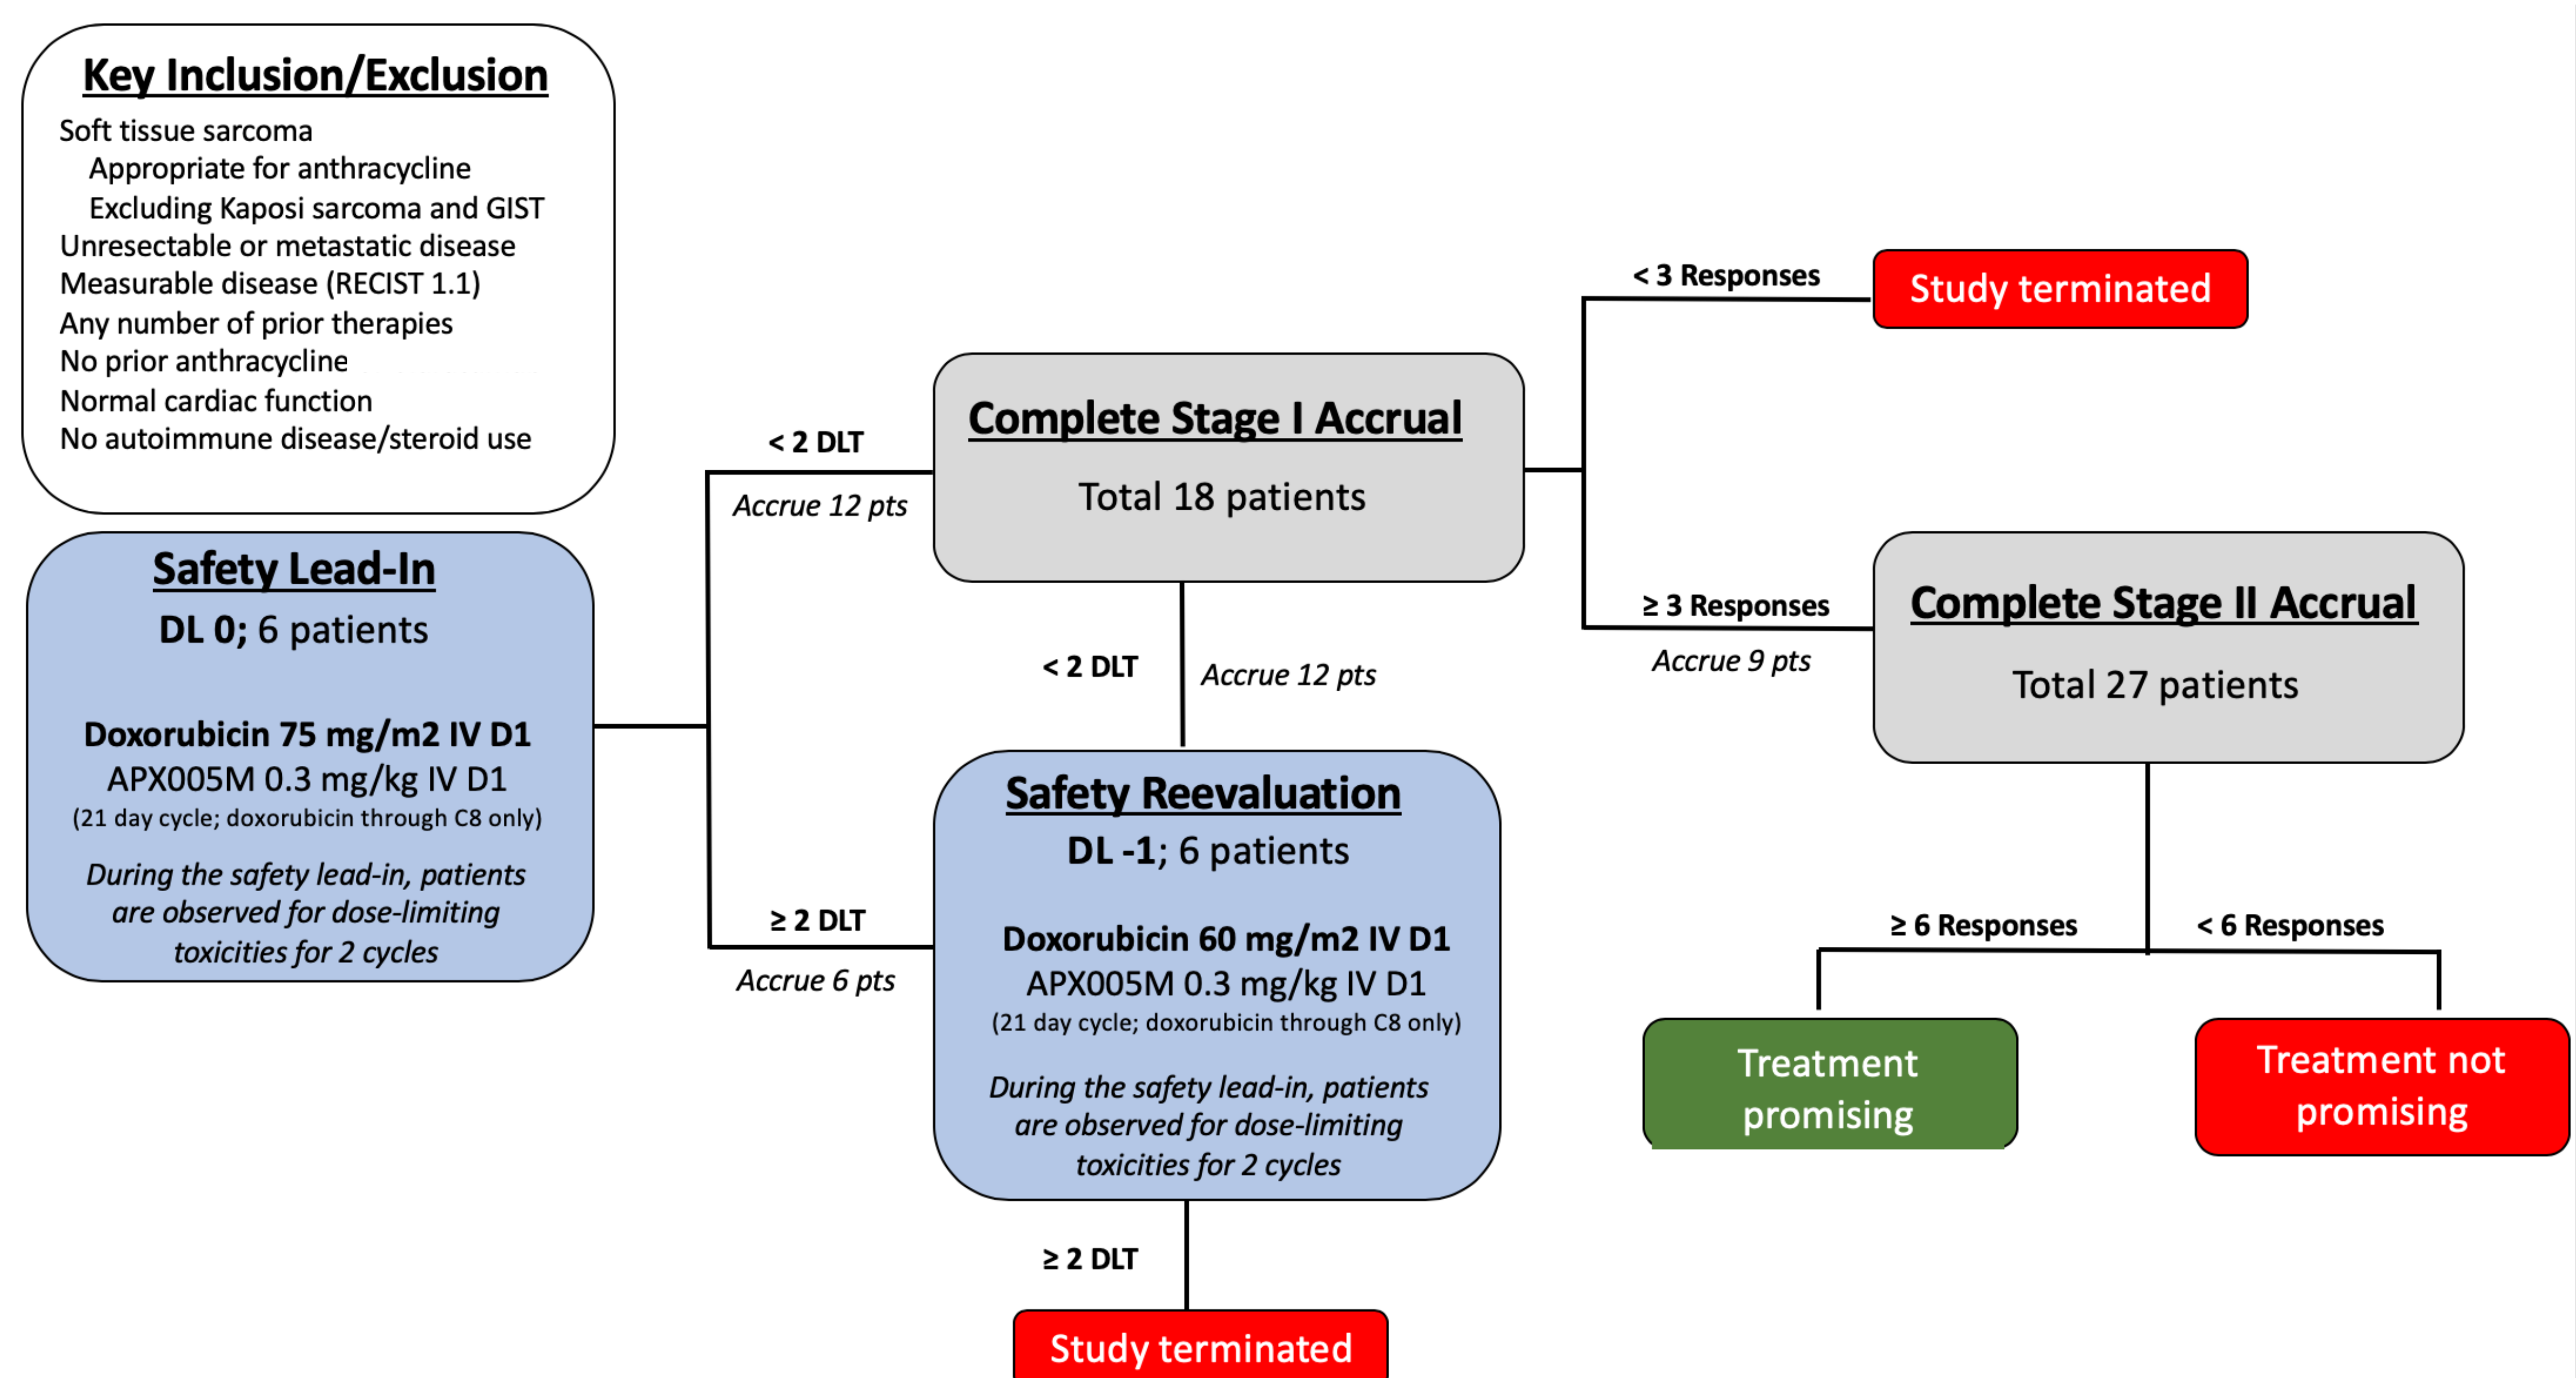 Key Inclusion/Exclusion
Soft tissue sarcoma
Appropriate for anthracycline
Excluding Kaposi sarcoma and GIST
Unresectable or metastatic disease
Measurable disease (RECIST 1.1)
Any number of prior therapies
No prior anthracycline
Normal cardiac function
No autoimmune disease/steroid use
Safety Lead-In
DL 0; 6 patients
Doxorubicin 75 mg/m2 IV D1
APX005M 0.3 mg/kg IV D1
(21 day cycle; doxorubicin through C8 only)
During the safety lead-in, patients
are observed for dose-limiting
toxicities for 2 cycles
< 2 DLT
Accrue 12 pts
≥ 2 DLT
Accrue 6 pts
Complete Stage I Accrual
Total 18 patients
< 2 DLT
Accrue 12 pts
Safety Reevaluation
DL -1; 6 patients
Doxorubicin 60 mg/m2 IV D1
APX005M 0.3 mg/kg IV D1
(21 day cycle; doxorubicin through C8 only)
During the safety lead-in, patients
are observed for dose-limiting
toxicities for 2 cycles
≥ 2 DLT
Study terminated
< 3 Responses
Study terminated
≥ 3 Responses
Accrue 9 pts
Complete Stage II Accrual
Total 27 patients
≥ 6 Responses
< 6 Responses
Treatment
promising
Treatment not
promising